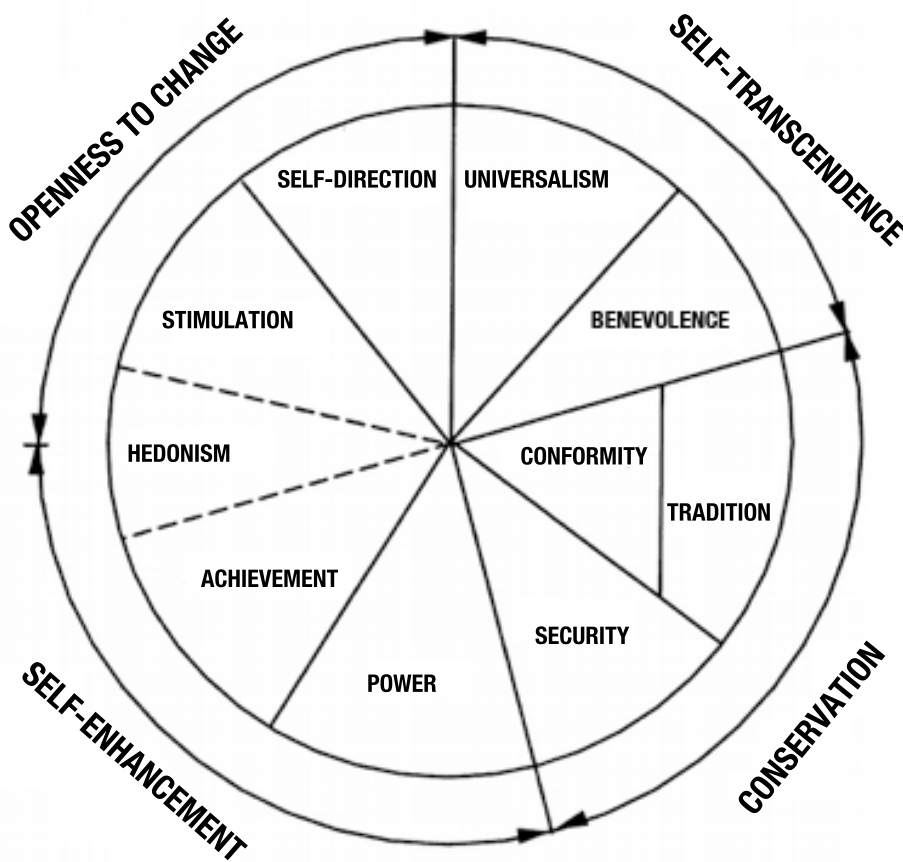 OPENNESS TO CHANGE
SELF-TRANSCENDENCE
SELF-DIRECTION
UNIVERSALISM
STIMULATION
BENEVOLENCE
HEDONISM
CONFORMITY
TRADITION
ACHIEVEMENT
SECURITY
POWER
SELF-ENHANCEMENT
CONSERVATION